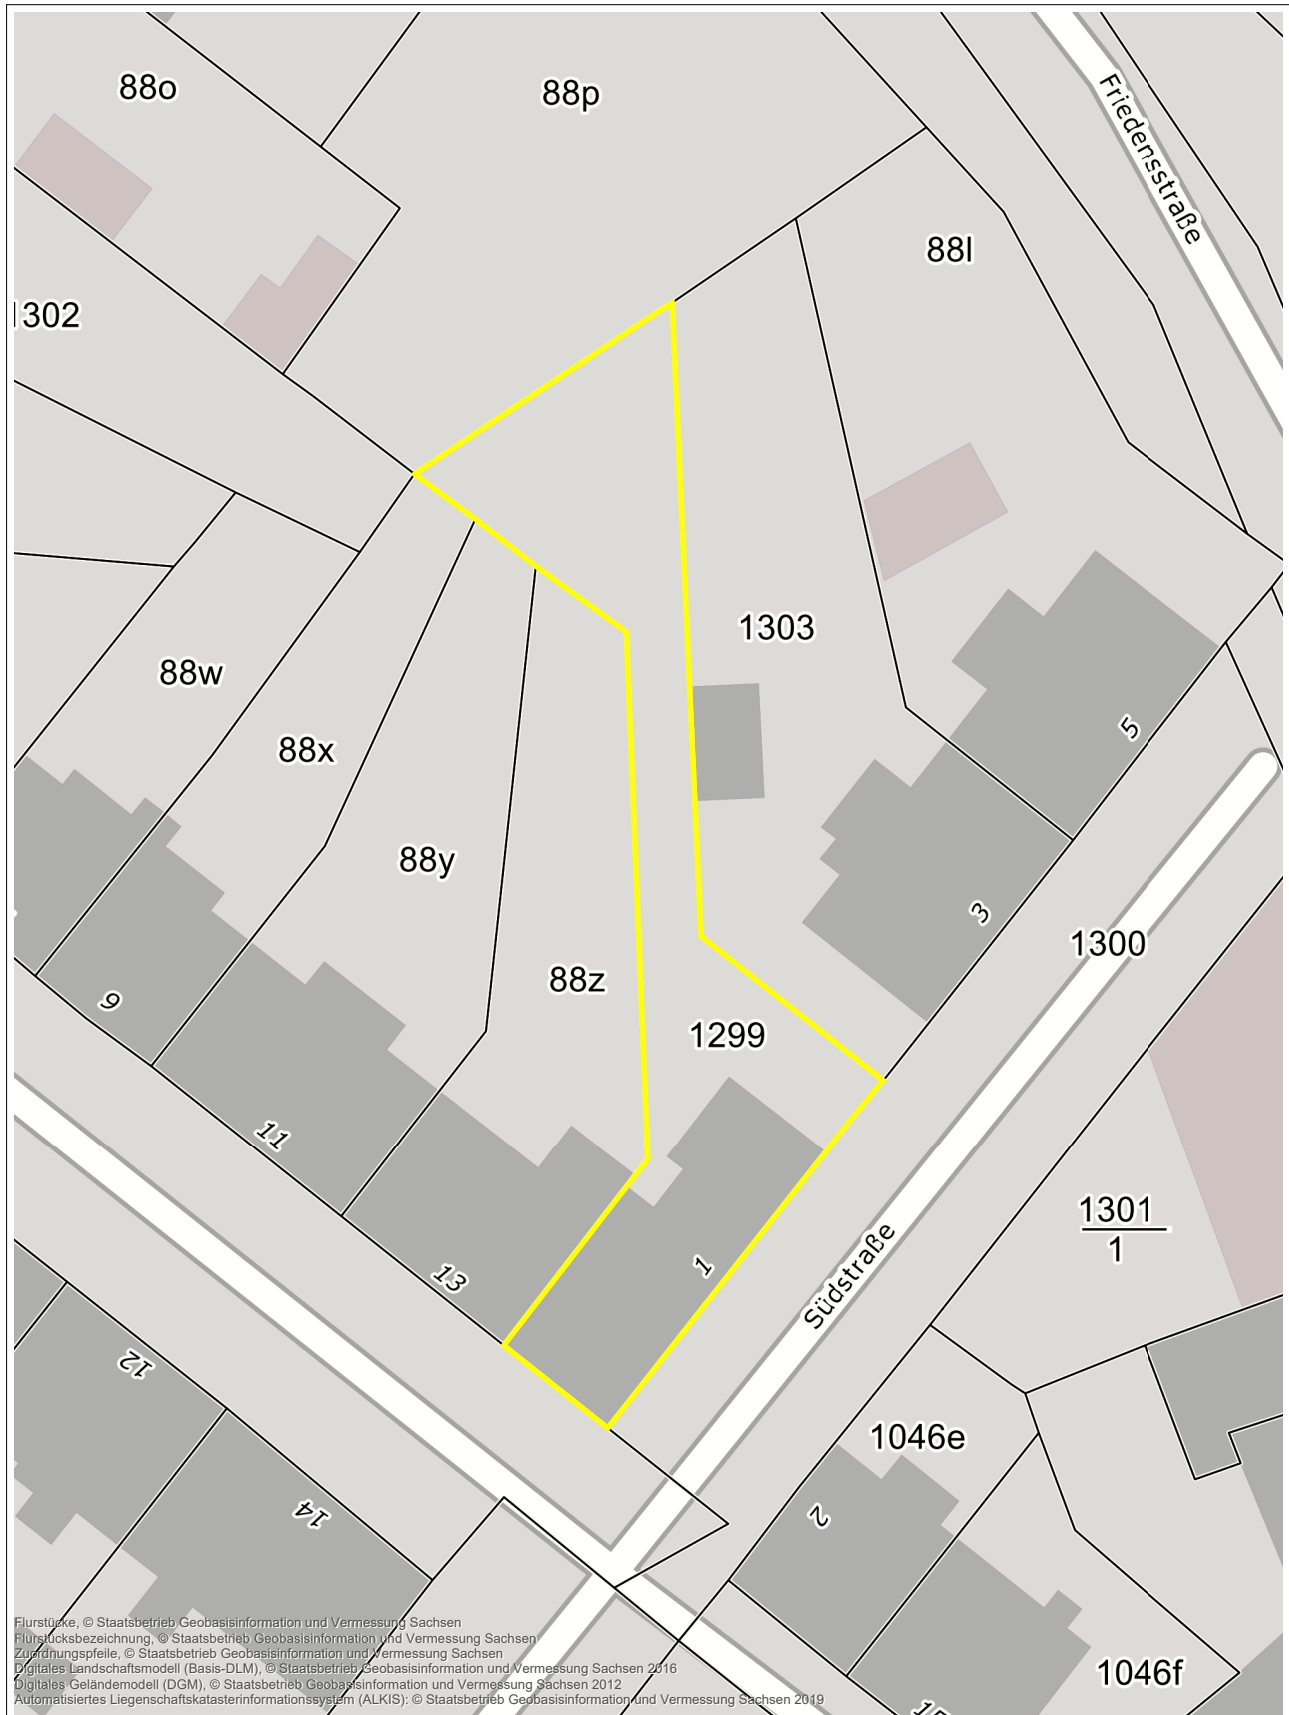 88o
88p
Friedensstraße
88l
1302
1303
88w
5
88x
88y
3
1300
88z
9
1299
11
1301
1
1
Südstraße
13
12
1046e
14
2
Flurstücke, © Staatsbetrieb Geobasisinformation und Vermessung Sachsen
Flurstücksbezeichnung, © Staatsbetrieb Geobasisinformation und Vermessung Sachsen
Zuordnungspfeile, © Staatsbetrieb Geobasisinformation und Vermessung Sachsen
Digitales Landschaftsmodell (Basis-DLM), © Staatsbetrieb Geobasisinformation und Vermessung Sachsen 2016
1046f
Digitales Geländemodell (DGM), © Staatsbetrieb Geobasisinformation und Vermessung Sachsen 2012
Automatisiertes Liegenschaftskatasterinformationssystem (ALKIS): © Staatsbetrieb Geobasisinformation und Vermessung Sachsen 2019